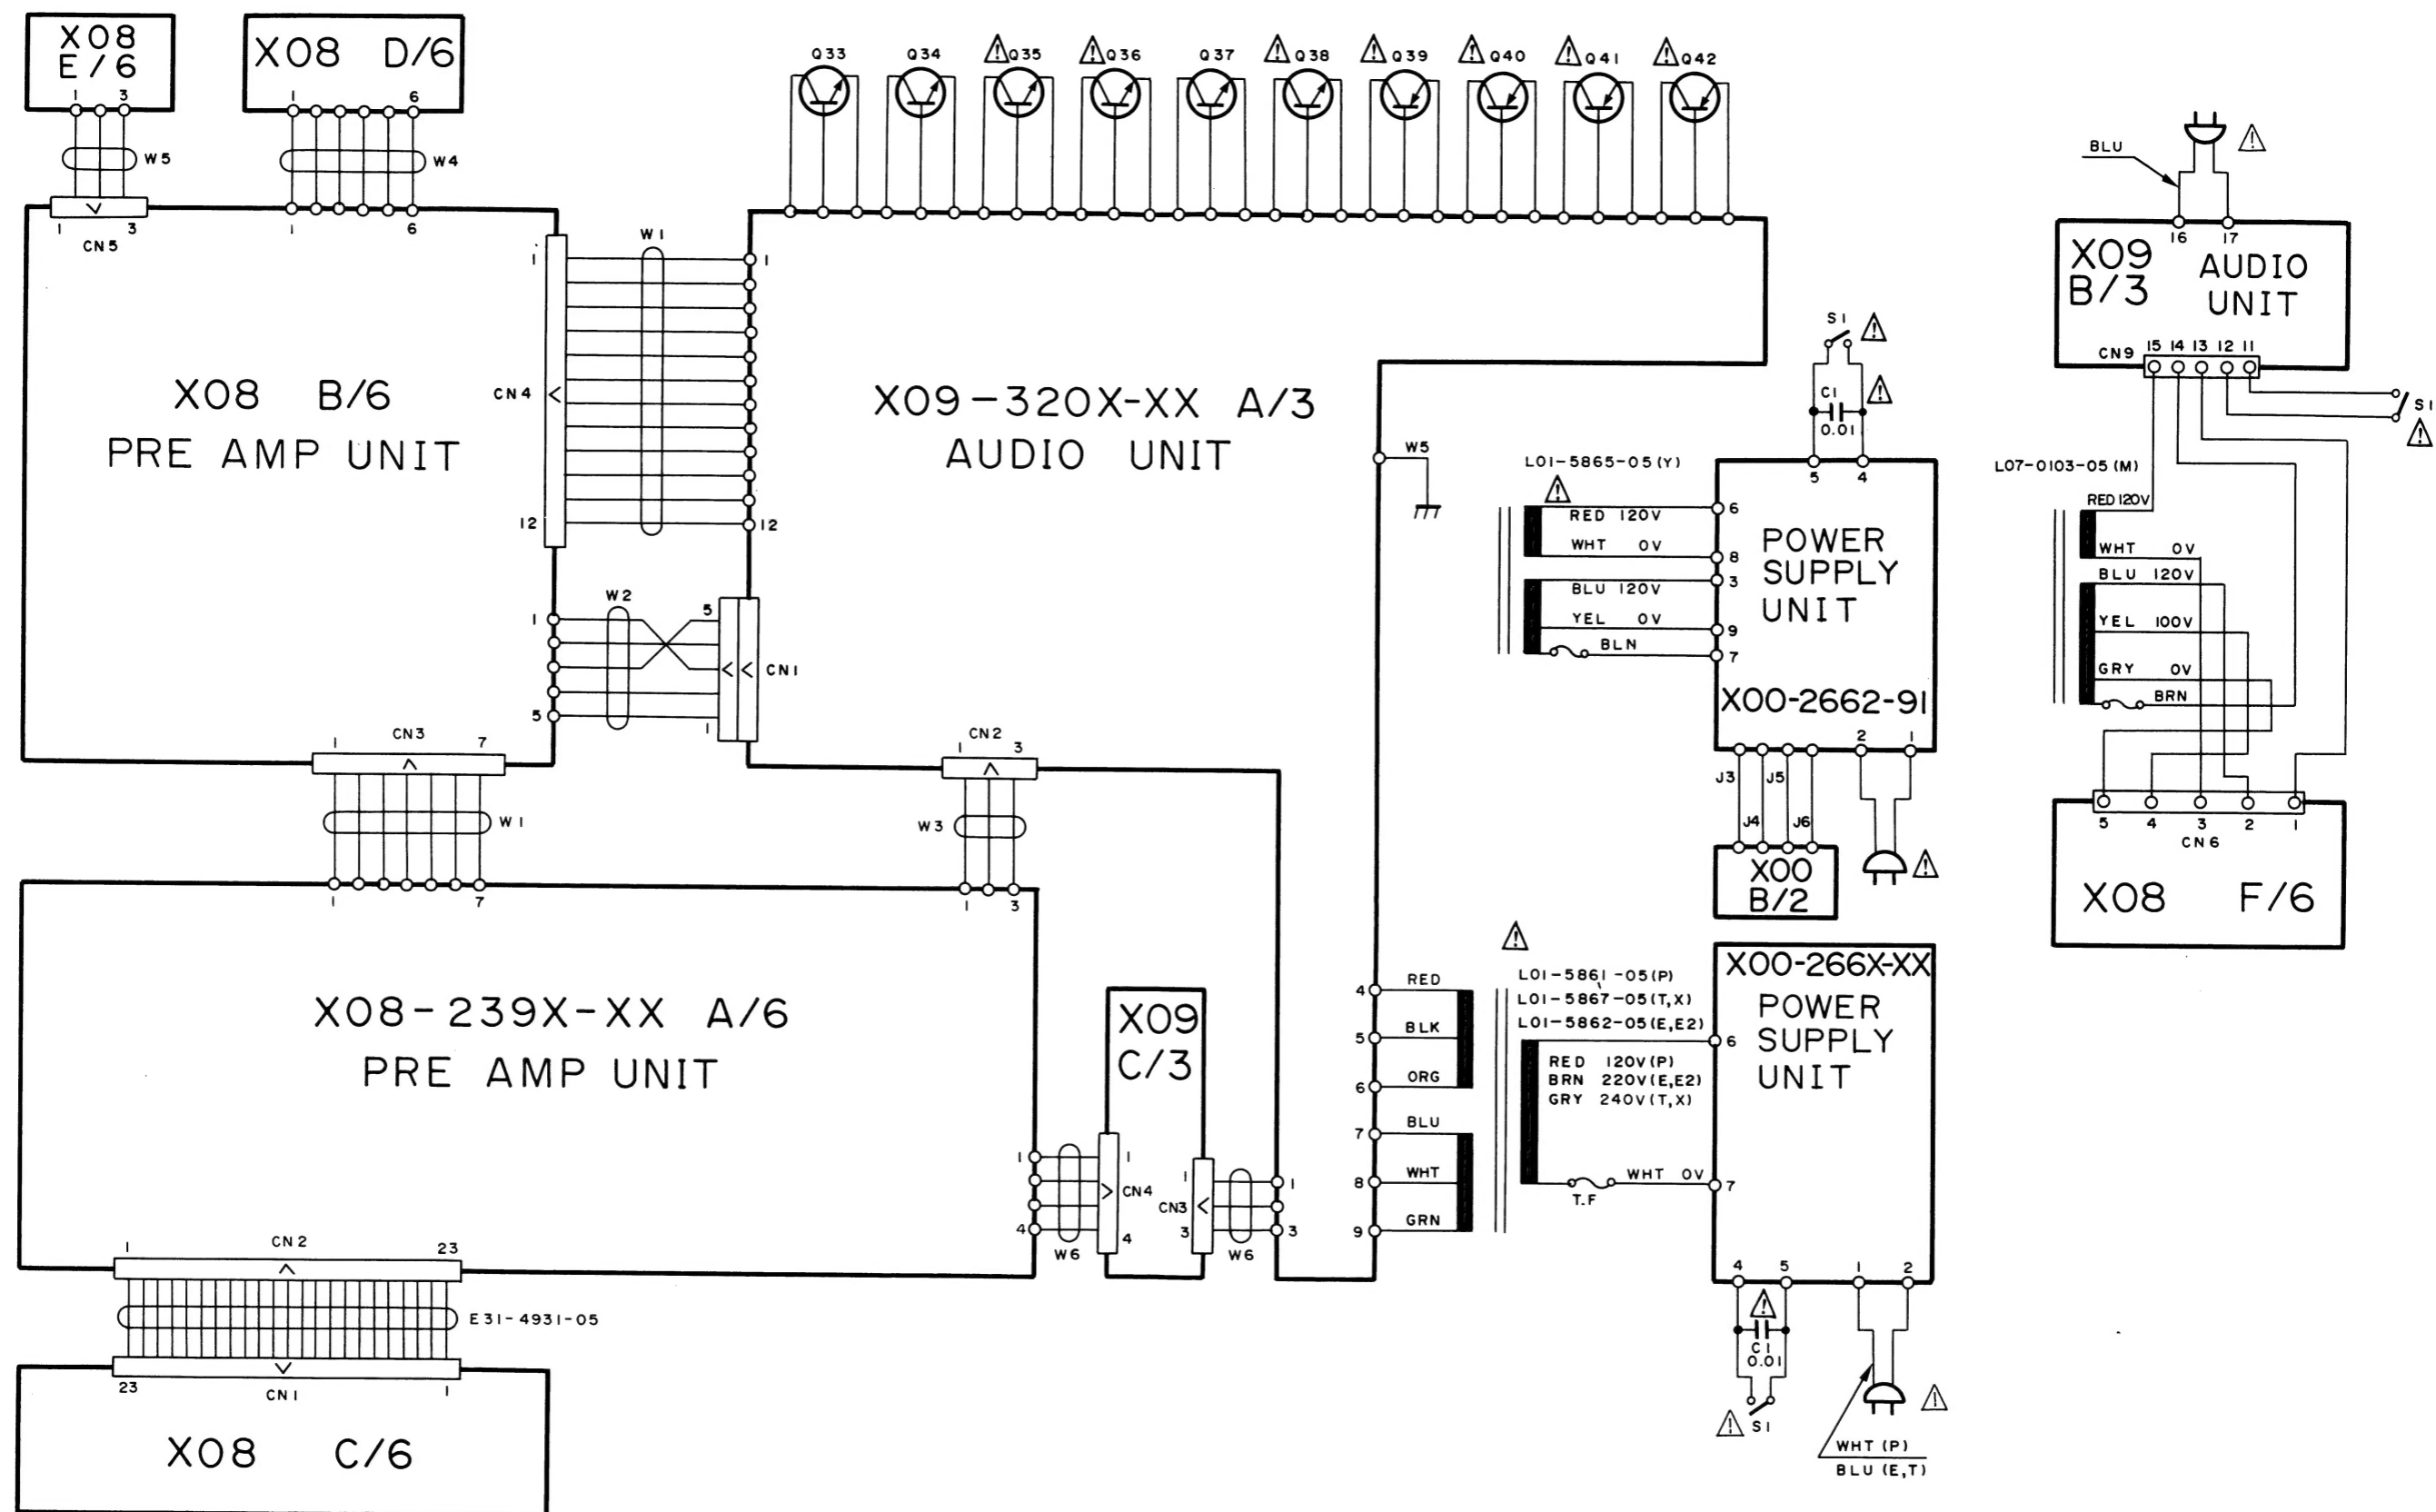 X08
E/6
1 3
W5
1 3
CN5
X08 D/6
1 6
W4
1 6
Q33
Q34
Q35
Q36
Q37
Q38
Q39
Q40
Q41
Q42
X08 B/6
PRE AMP UNIT
W1
1
CN4
12
1
12
W2
1
5
5
1
CN1
X09-320X-XX A/3
AUDIO UNIT
W5
CN3
1 7
W1
1 7
CN2
1 3
W3
1 3
X08-239X-XX A/6
PRE AMP UNIT
X09
C/3
1
4
W6
1
CN4
4
1
CN3
3
W6
1
3
1 CN2 23
E31-4931-05
23 CN1 1
X08 C/6
4 RED
5 BLK
6 ORG
7 BLU
8 WHT
9 GRN
S1
C1
0.01
5 4
L01-5865-05(Y)
RED 120V
6
WHT 0V
8
BLU 120V
3
YEL 0V
9
BLN
7
POWER
SUPPLY
UNIT
X00-2662-91
2 1
J3 J5
J4 J6
X00
B/2
L01-5861-05(P)
L01-5867-05(T,X)
L01-5862-05(E,E2)
RED 120V(P)
BRN 220V(E,E2)
GRY 240V(T,X)
6
WHT 0V
7
T.F
X00-266X-XX
POWER
SUPPLY
UNIT
4 5 1 2
C1
0.01
S1
WHT (P)
BLU (E,T)
BLU
16 17
X09
B/3
AUDIO
UNIT
CN9 15 14 13 12 11
S1
L07-0103-05(M)
RED 120V
WHT 0V
BLU 120V
YEL 100V
GRY 0V
BRN
5 4 3 2 1
CN6
X08 F/6